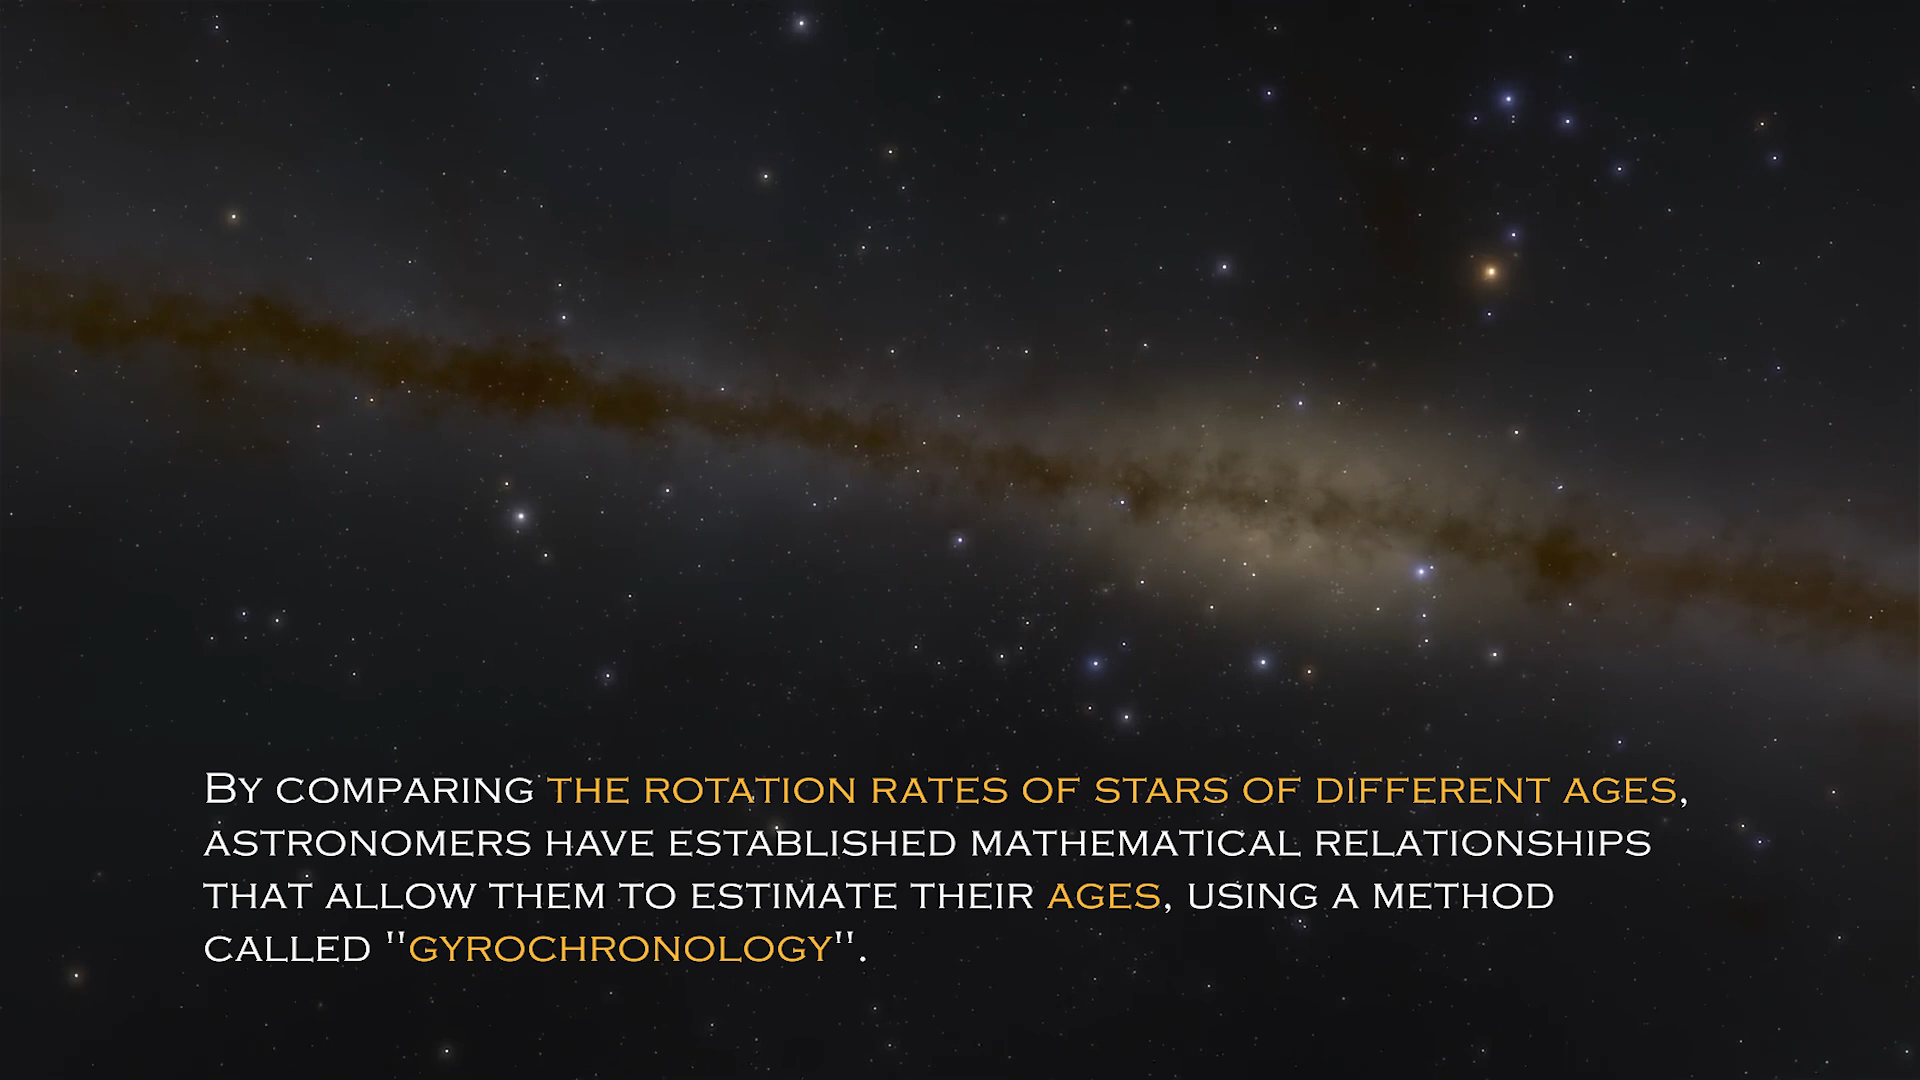 By comparing the rotation rates of stars of different ages,
astronomers have established mathematical relationships
that allow them to estimate their ages, using a method
called "gyrochronology".